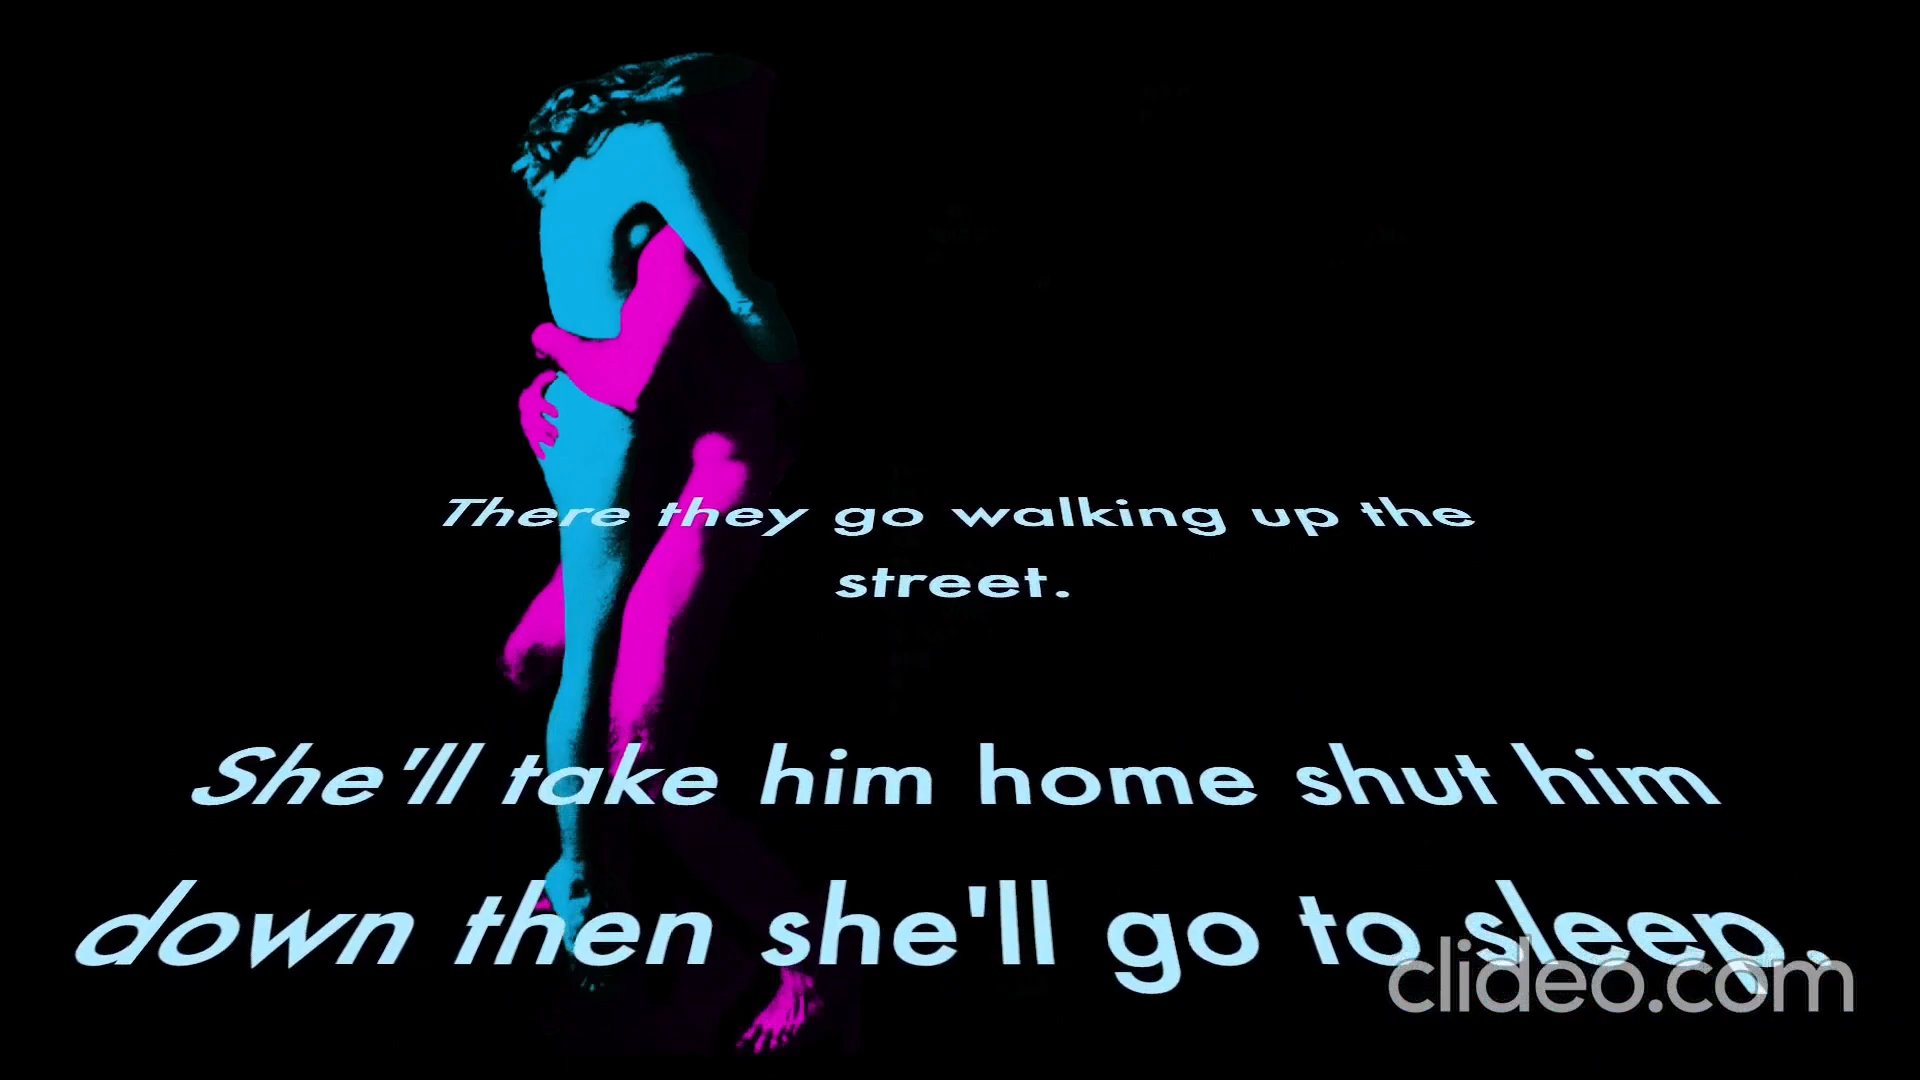 There they go walking up the
street.
She'll take him home shut him
down then she'll go to sleep.
clideo.com